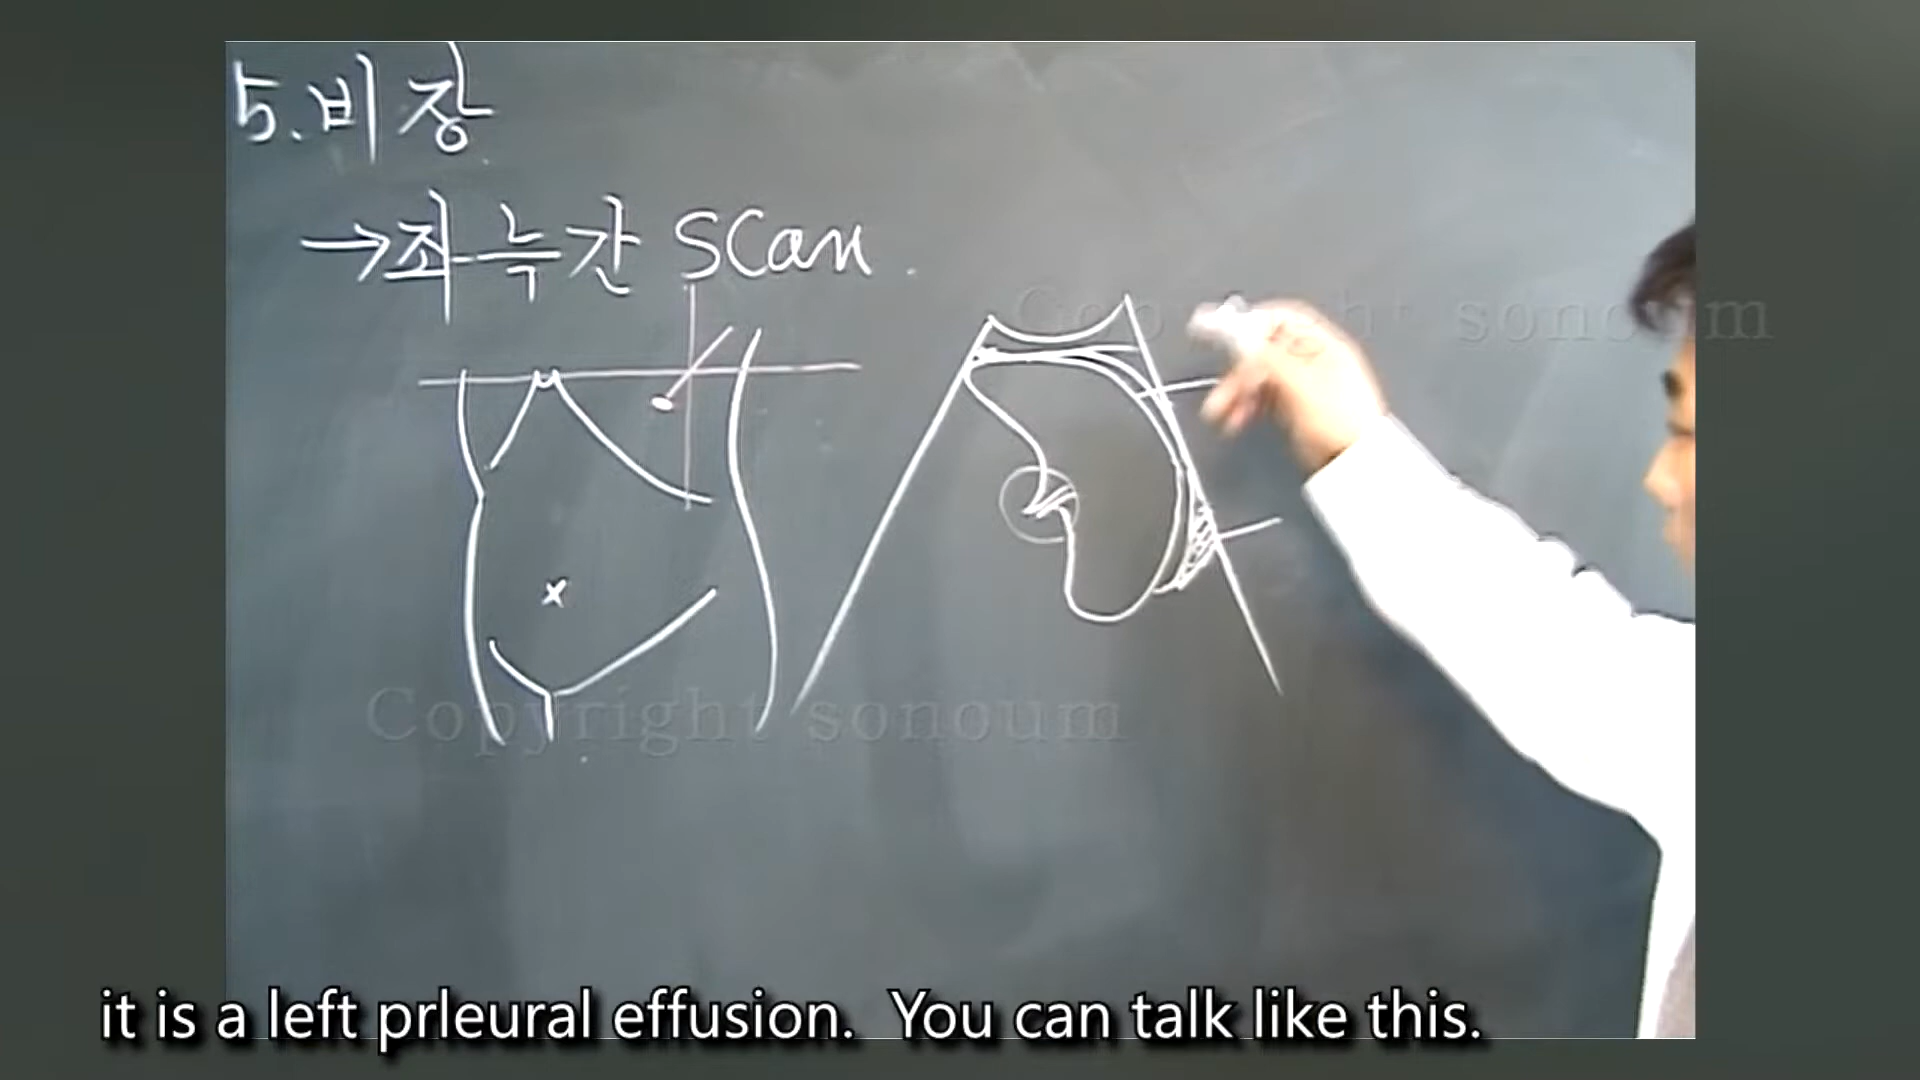 5. 비장
→좌늑간 SCan.
Copyright sonoum
x
Copyright sonoum
it is a left prleural effusion. You can talk like this.